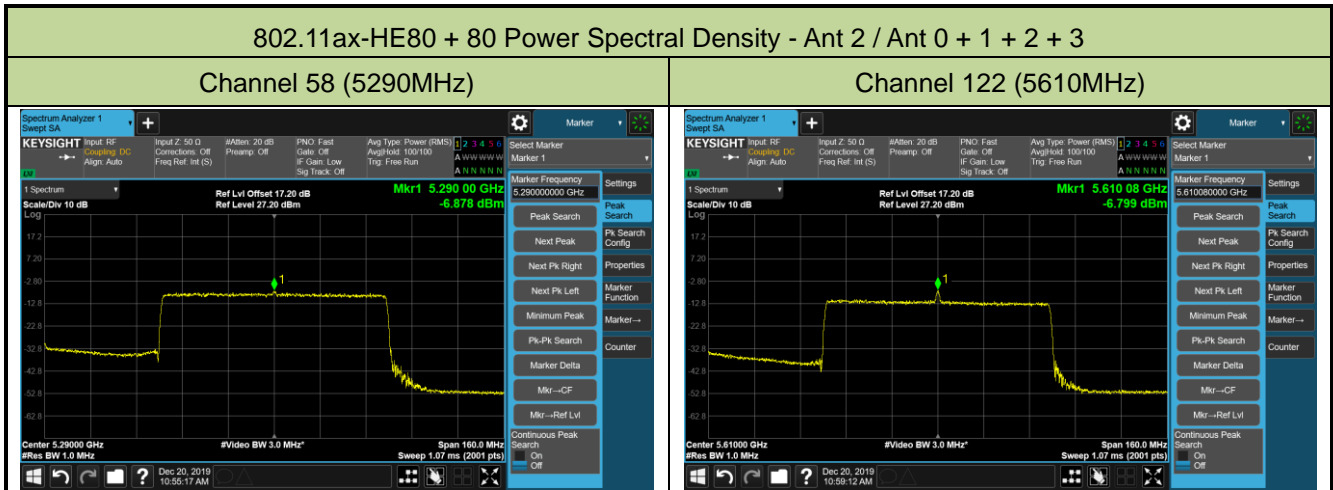 802.11ax-HE80 + 80 Power Spectral Density - Ant 2 / Ant 0 + 1 + 2 + 3
Channel 58 (5290MHz)
Channel 122 (5610MHz)
Spectrum Analyzer 1
Swept SA
+
Marker
KEYSIGHT
Input: RF
Coupling: DC
Align: Auto
Input Z: 50 Ω
Corrections: Off
Freq Ref: Int (S)
#Atten: 20 dB
Preamp: Off
PNO: Fast
Gate: Off
IF Gain: Low
Sig Track: Off
Avg Type: Power (RMS)
Avg|Hold: 100/100
Trig: Free Run
1 2 3 4 5 6
A W W W W W
A N N N N N
LM
Select Marker
Marker 1
1 Spectrum
Scale/Div 10 dB
Log
Ref Lvl Offset 17.20 dB
Ref Level 27.20 dBm
Mkr1 5.290 00 GHz
-6.878 dBm
17.2
7.20
-2.80
-12.8
-22.8
-32.8
-42.8
-52.8
-62.8
1
Center 5.29000 GHz
#Res BW 1.0 MHz
#Video BW 3.0 MHz*
Span 160.0 MHz
Sweep 1.07 ms (2001 pts)
Marker Frequency
5.290000000 GHz
Peak Search
Next Peak
Next Pk Right
Next Pk Left
Minimum Peak
Pk-Pk Search
Marker Delta
Mkr→CF
Mkr→Ref Lvl
Continuous Peak
Search
On
Off
Settings
Peak
Search
Pk Search
Config
Properties
Marker
Function
Marker→
Counter
?
Dec 20, 2019
10:55:17 AM
Spectrum Analyzer 1
Swept SA
+
Marker
KEYSIGHT
Input: RF
Coupling: DC
Align: Auto
Input Z: 50 Ω
Corrections: Off
Freq Ref: Int (S)
#Atten: 20 dB
Preamp: Off
PNO: Fast
Gate: Off
IF Gain: Low
Sig Track: Off
Avg Type: Power (RMS)
Avg|Hold: 100/100
Trig: Free Run
1 2 3 4 5 6
A W W W W W
A N N N N N
LM
Select Marker
Marker 1
1 Spectrum
Scale/Div 10 dB
Log
Ref Lvl Offset 17.20 dB
Ref Level 27.20 dBm
Mkr1 5.610 08 GHz
-6.799 dBm
17.2
7.20
-2.80
-12.8
-22.8
-32.8
-42.8
-52.8
-62.8
1
Center 5.61000 GHz
#Res BW 1.0 MHz
#Video BW 3.0 MHz*
Span 160.0 MHz
Sweep 1.07 ms (2001 pts)
Marker Frequency
5.610080000 GHz
Peak Search
Next Peak
Next Pk Right
Next Pk Left
Minimum Peak
Pk-Pk Search
Marker Delta
Mkr→CF
Mkr→Ref Lvl
Continuous Peak
Search
On
Off
Settings
Peak
Search
Pk Search
Config
Properties
Marker
Function
Marker→
Counter
?
Dec 20, 2019
10:59:12 AM